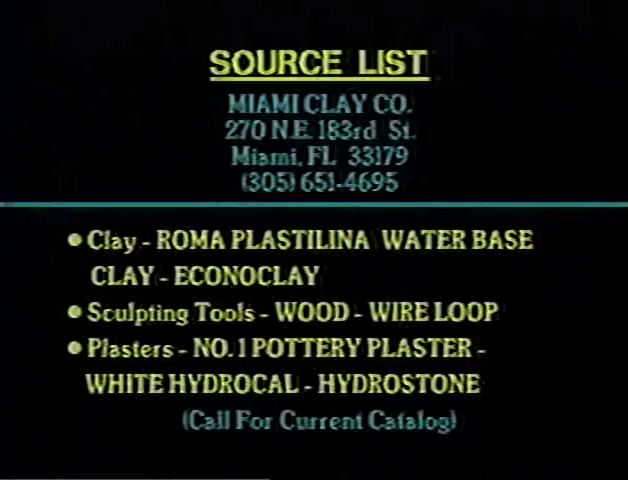 SOURCE LIST
MIAMI CLAY CO.
270 N.E. 183rd St.
Miami, FL 33179
(305) 651-4695
• Clay - ROMA PLASTILINA WATER BASE
CLAY - ECONOCLAY
• Sculpting Tools - WOOD - WIRE LOOP
• Plasters - NO. 1 POTTERY PLASTER -
WHITE HYDROCAL - HYDROSTONE
(Call For Current Catalog)